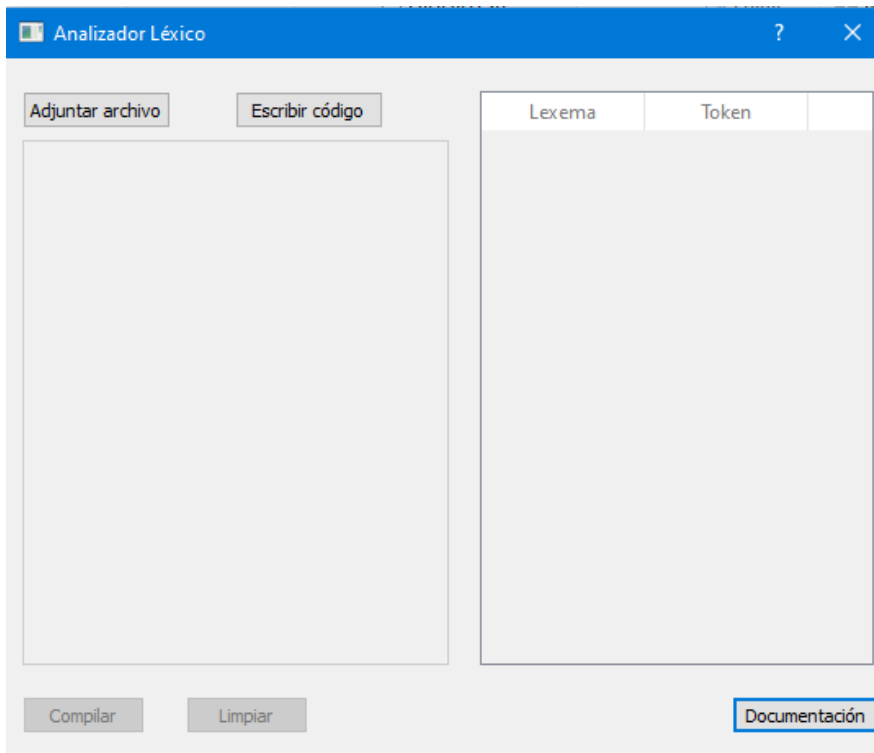 Analizador Léxico ?
Adjuntar archivo Escribir código
Lexema Token
Compilar Limpiar Documentación